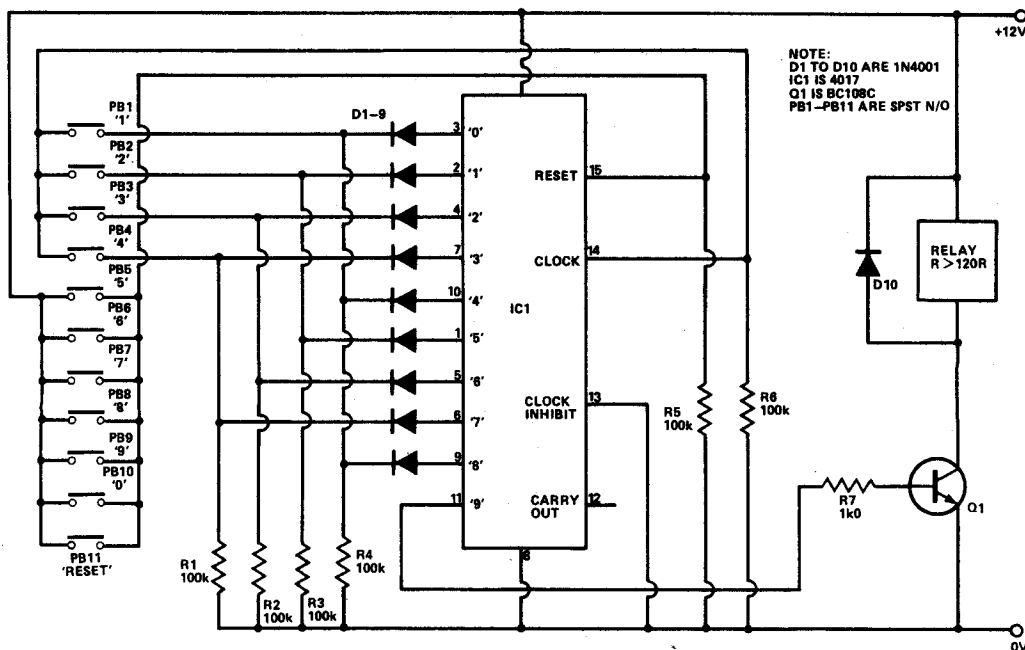 +12V
NOTE:
D1 TO D10 ARE 1N4001
IC1 IS 4017
Q1 IS BC108C
PB1–PB11 ARE SPST N/O
PB1
'1'
PB2
'2'
PB3
'3'
PB4
'4'
PB5
'5'
PB6
'6'
PB7
'7'
PB8
'8'
PB9
'9'
PB10
'0'
PB11
'RESET'
D1–9
3 '0'
2 '1'
4 '2'
7 '3'
10 '4'
1 '5'
5 '6'
6 '7'
9 '8'
11 '9'
IC1
RESET 15
CLOCK 14
CLOCK INHIBIT 13
CARRY OUT 12
8
R1
100k
R2
100k
R3
100k
R4
100k
R5
100k
R6
100k
D10
RELAY
R > 120R
R7
1k0
Q1
0V